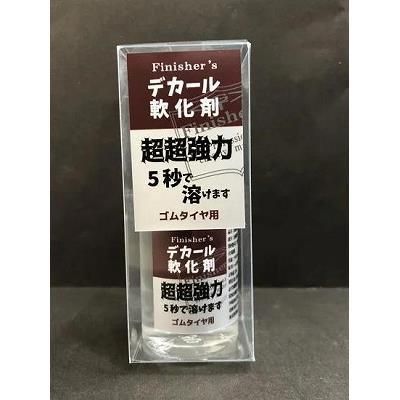 Finisher's
デカール
軟化剤
Finisher's
超超強力
5秒で
溶けます
ゴムタイヤ用
Finisher's
デカール
軟化剤
超超強力
5秒で溶けます
ゴムタイヤ用